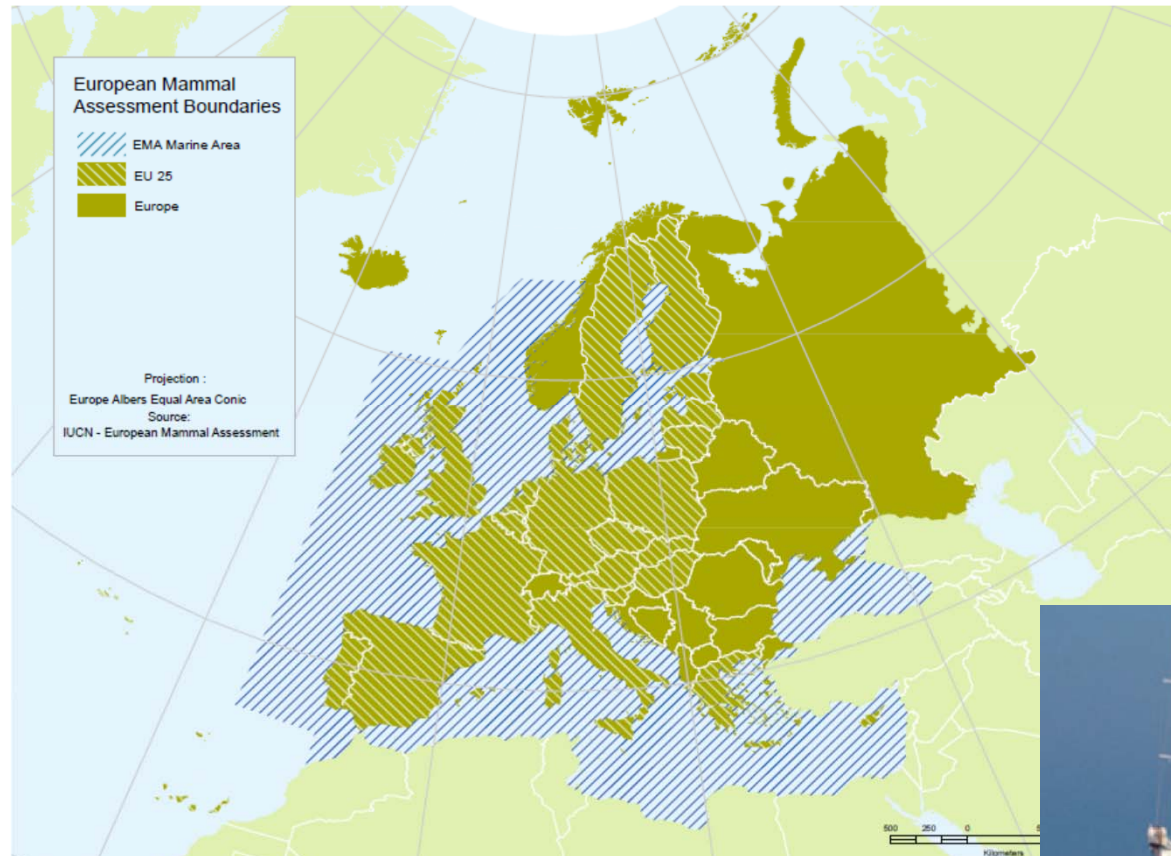 European Mammal
Assessment Boundaries
EMA Marine Area
EU 25
Europe
Projection :
Europe Albers Equal Area Conic
Source:
IUCN - European Mammal Assessment
500 250 0
Kilometers